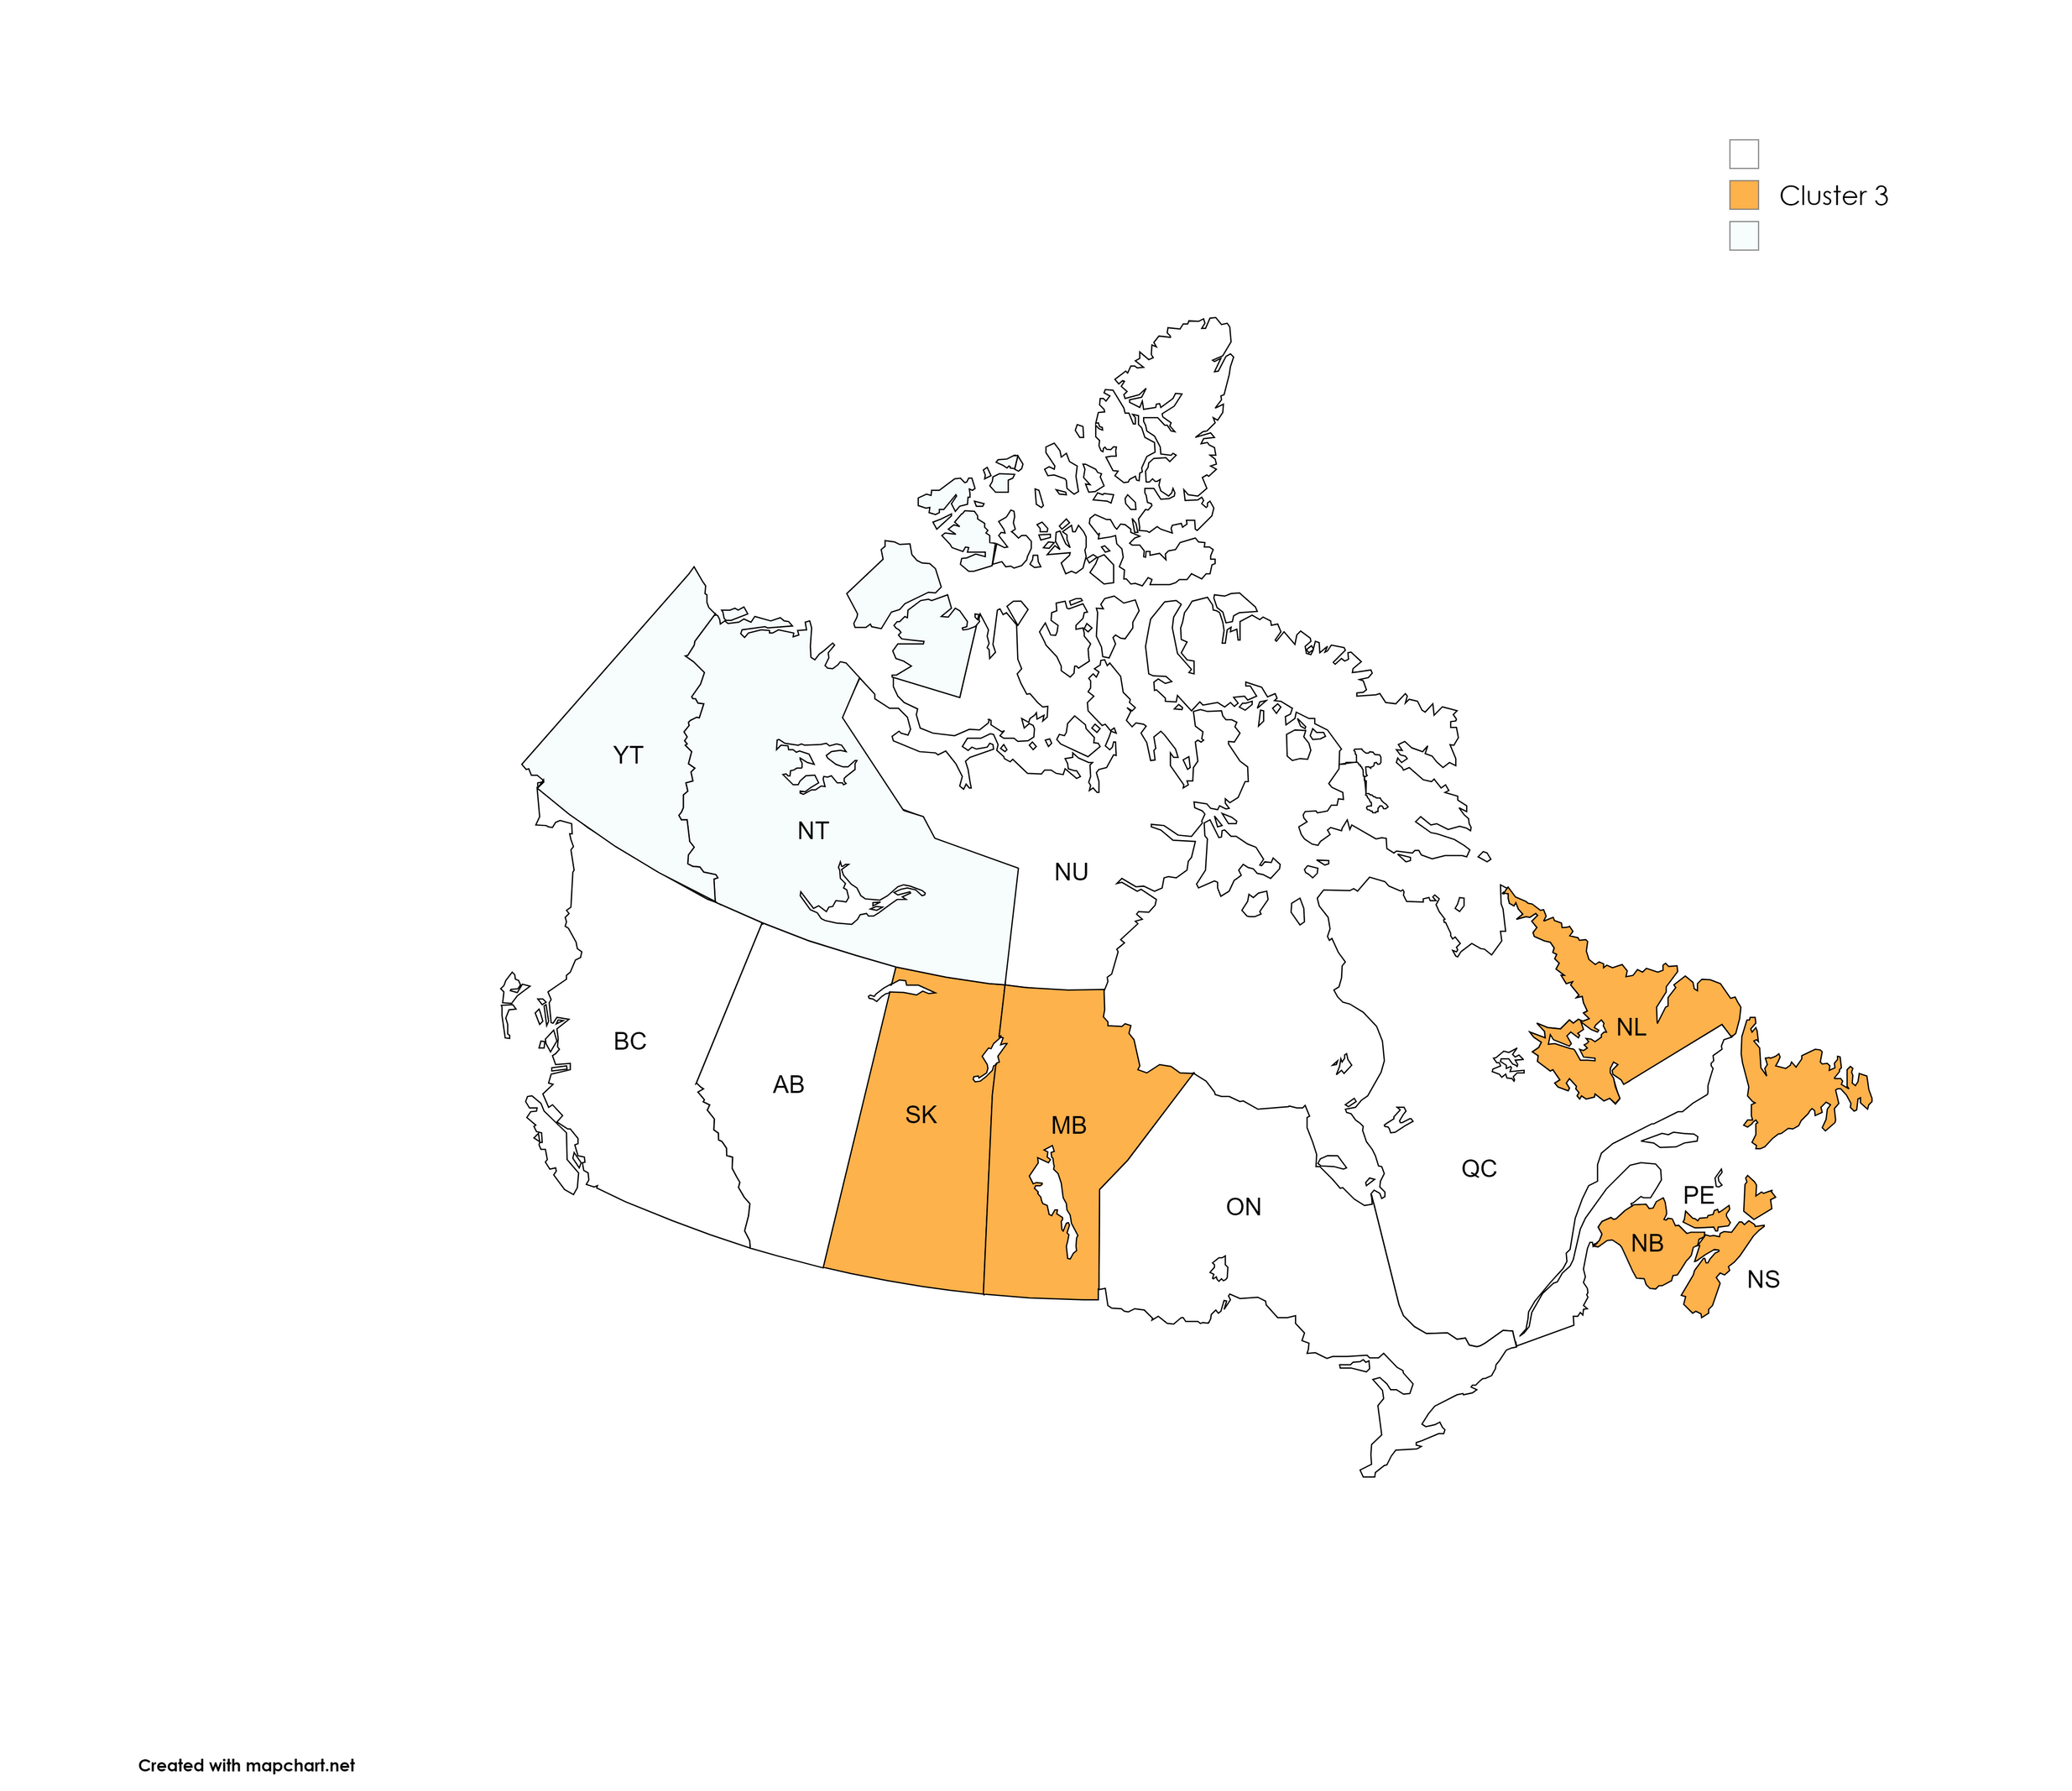 Cluster 3
YT
NT
NU
BC
AB
SK
MB
ON
QC
NL
PE
NB
NS
Created with mapchart.net